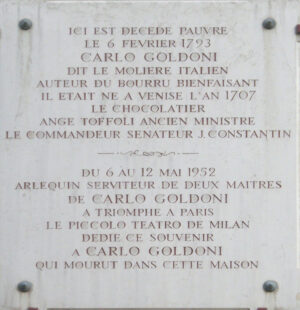 ICI EST DECEDE PAUVRE
LE 6 FEVRIER 1793
CARLO GOLDONI
DIT LE MOLIERE ITALIEN
AUTEUR DU BOURRU BIENFAISANT
IL ETAIT NE A VENISE L'AN 1707
LE CHOCOLATIER
ANGE TOFFOLI ANCIEN MINISTRE
LE COMMANDEUR SENATEUR J. CONSTANTIN
DU 6 AU 12 MAI 1952
ARLEQUIN SERVITEUR DE DEUX MAITRES
DE CARLO GOLDONI
A TRIOMPHE A PARIS
LE PICCOLO TEATRO DE MILAN
DEDIE CE SOUVENIR
A CARLO GOLDONI
QUI MOURUT DANS CETTE MAISON